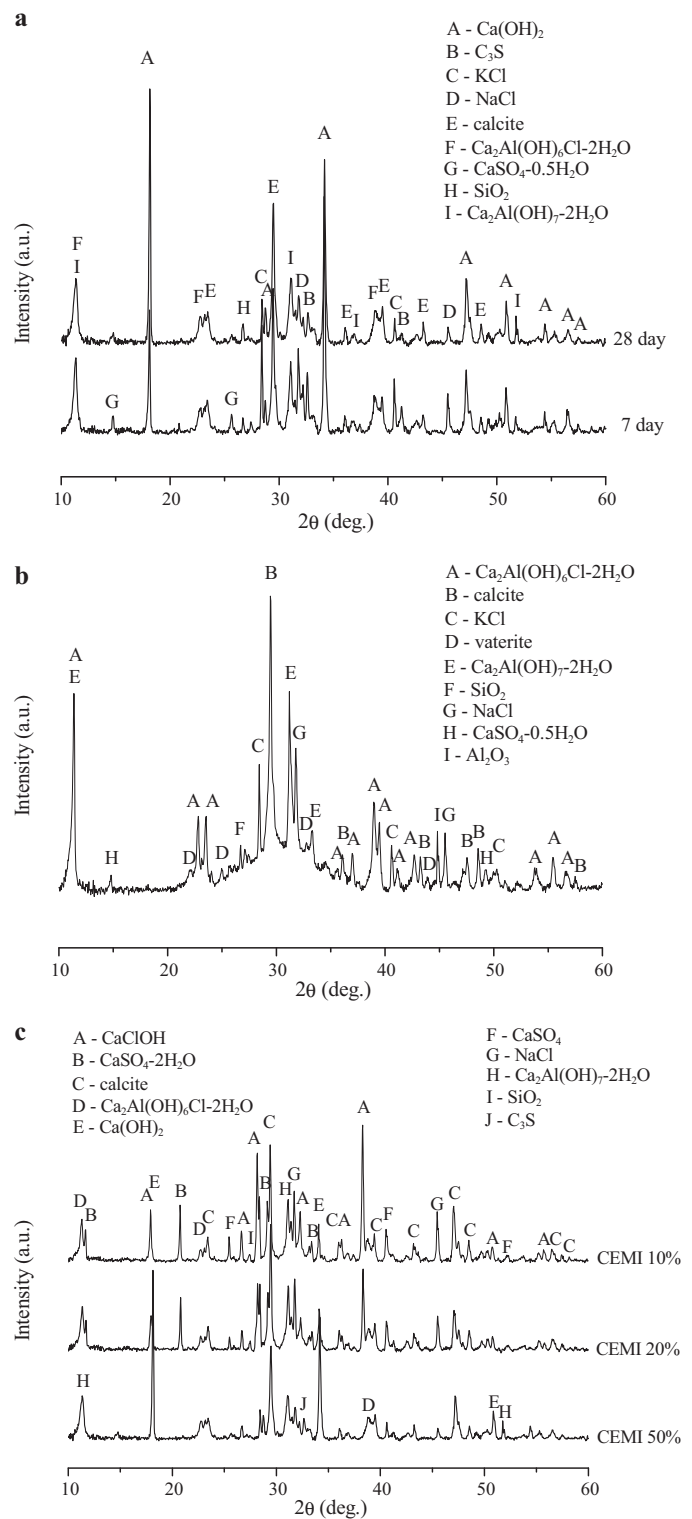 a
A - Ca(OH)₂
B - C₃S
C - KCl
D - NaCl
E - calcite
F - Ca₂Al(OH)₆Cl-2H₂O
G - CaSO₄-0.5H₂O
H - SiO₂
I - Ca₂Al(OH)₇-2H₂O
Intensity (a.u.)
F
I
A
F E
H
C
A
E
I
D
B
A
E I
F E
C B
E
D
E
A
A
I
A
A
A
28 day
G
G
7 day
10 20 30 40 50 60
2θ (deg.)
b
A - Ca₂Al(OH)₆Cl-2H₂O
B - calcite
C - KCl
D - vaterite
E - Ca₂Al(OH)₇-2H₂O
F - SiO₂
G - NaCl
H - CaSO₄-0.5H₂O
I - Al₂O₃
Intensity (a.u.)
A
E
H
D
A A
D
F
C
B
E
G
D
E
A
B
A
A
A
C
A
A
B
D
I G
B
B
H
C
A
A
A
B
10 20 30 40 50 60
2θ (deg.)
c
A - CaClOH
B - CaSO₄-2H₂O
C - calcite
D - Ca₂Al(OH)₆Cl-2H₂O
E - Ca(OH)₂
F - CaSO₄
G - NaCl
H - Ca₂Al(OH)₇-2H₂O
I - SiO₂
J - C₃S
Intensity (a.u.)
D
B
A
E
B
D
C
F
A
I
A
B
C
H
G
A
B
E
C A
A
C
F
C
G
C
C
A
F
A C
C
CEMI 10%
CEMI 20%
H
J
D
E
H
CEMI 50%
10 20 30 40 50 60
2θ (deg.)